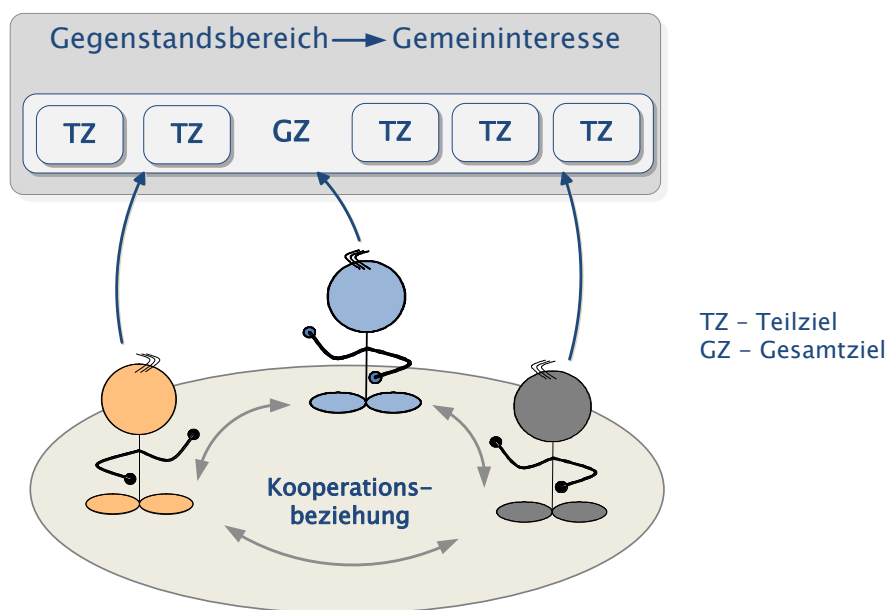 Gegenstandsbereich Gemeininteresse
TZ TZ GZ TZ TZ TZ
TZ – Teilziel
GZ – Gesamtziel
Kooperations-
beziehung